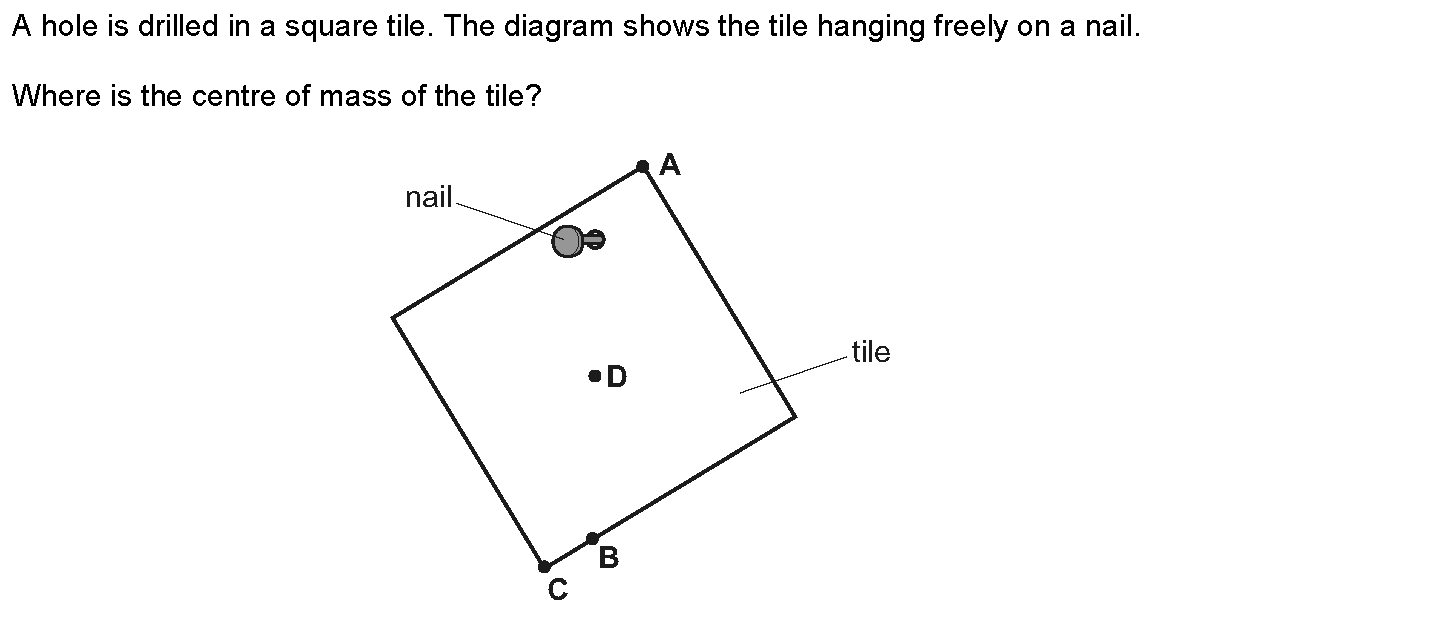 A hole is drilled in a square tile. The diagram shows the tile hanging freely on a nail.
Where is the centre of mass of the tile?
A
nail
tile
D
B
C